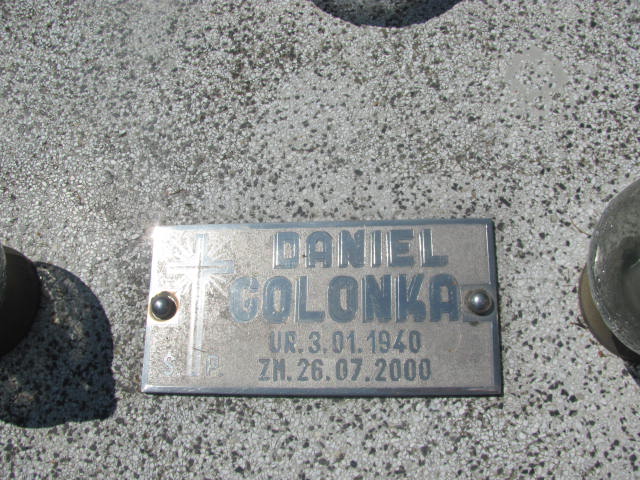 DANIEL
GOLONKA
UR. 3.01.1940
ZM. 26.07.2000
Ś P